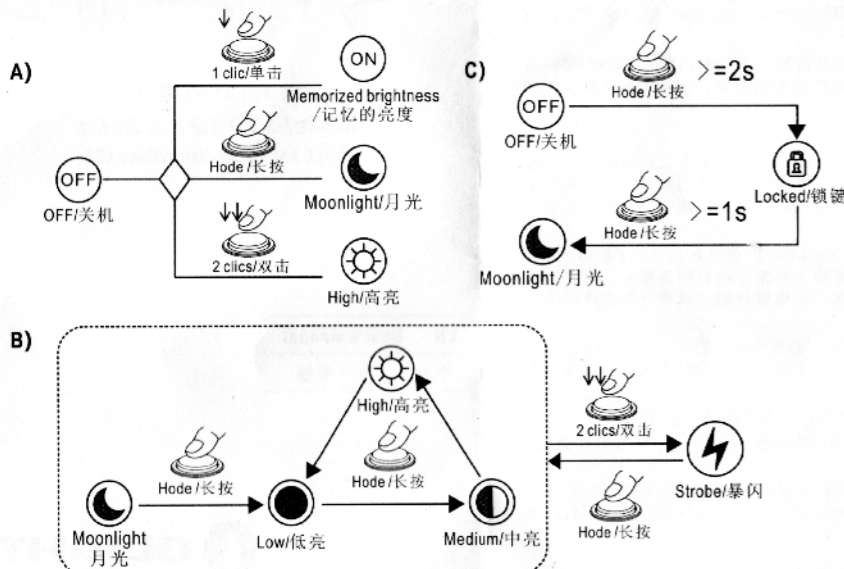 A)
1 clic/单击
ON
Memorized brightness
/记忆的亮度
OFF
OFF/关机
Hode/长按
Moonlight/月光
2 clics/双击
High/高亮
C)
OFF
OFF/关机
Hode/长按
>=2s
Locked/锁键
Hode/长按
>=1s
Moonlight/月光
B)
High/高亮
Hode/长按
Hode/长按
Moonlight
月光
Low/低亮
Medium/中亮
2 clics/双击
Strobe/暴闪
Hode/长按